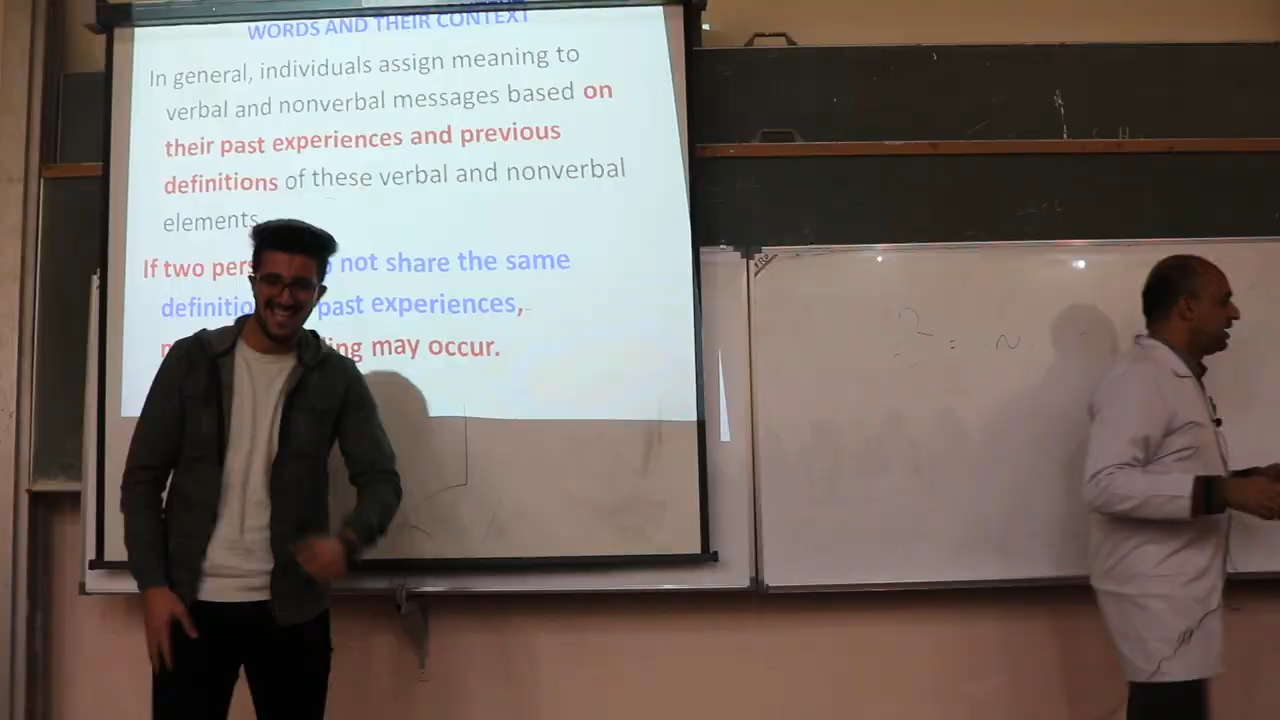 WORDS AND THEIR CONTEXT
In general, individuals assign meaning to
verbal and nonverbal messages based on
their past experiences and previous
definitions of these verbal and nonverbal
elements
If two pers not share the same
definitio past experiences,
ing may occur.